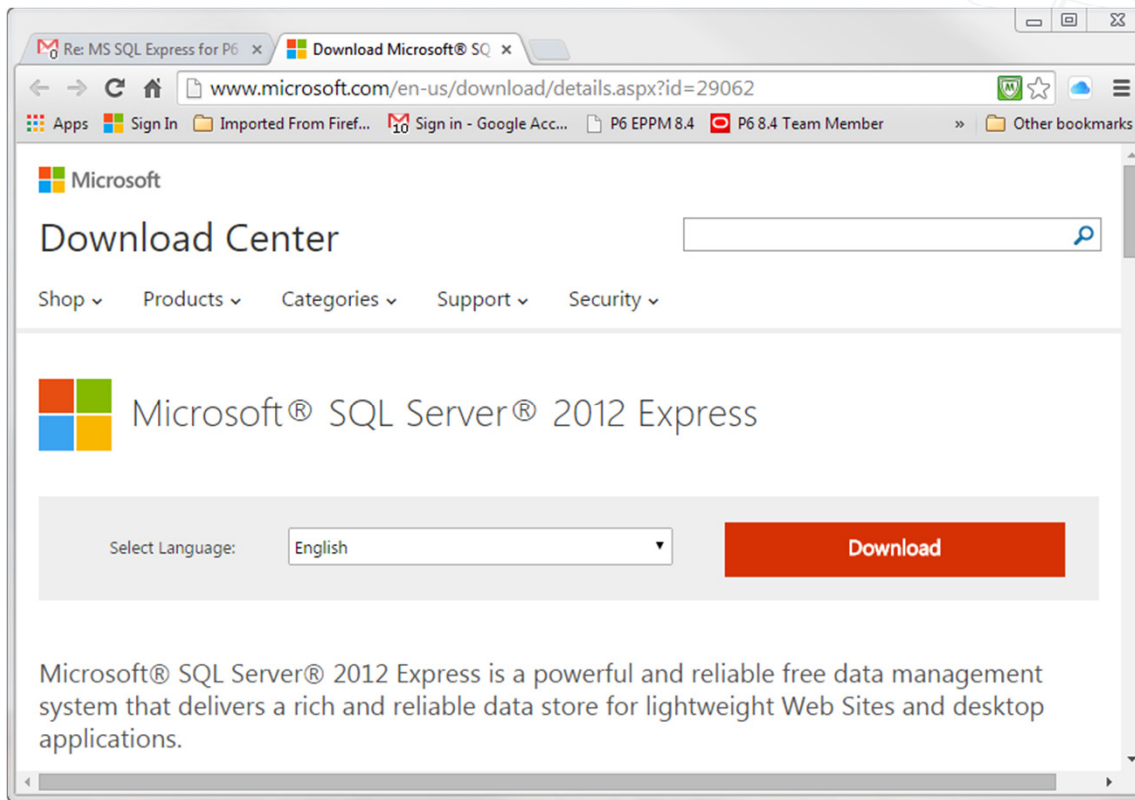 Re: MS SQL Express for P6
Download Microsoft® SQ
www.microsoft.com/en-us/download/details.aspx?id=29062
Apps Sign In Imported From Firef... 10 Sign in - Google Acc... P6 EPPM 8.4 P6 8.4 Team Member » Other bookmarks
Microsoft
Download Center
Shop Products Categories Support Security
Microsoft® SQL Server® 2012 Express
Select Language: English Download
Microsoft® SQL Server® 2012 Express is a powerful and reliable free data management
system that delivers a rich and reliable data store for lightweight Web Sites and desktop
applications.